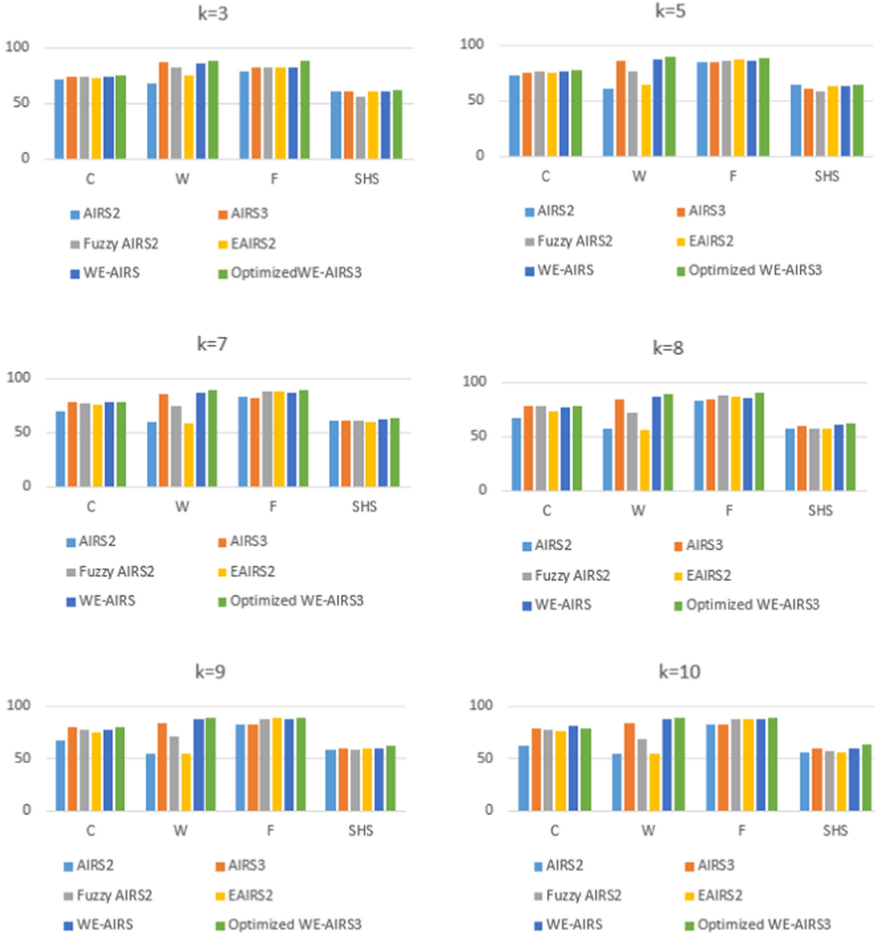 k=3
100
50
0
C W F SHS
AIRS2 AIRS3
Fuzzy AIRS2 EAIRS2
WE-AIRS OptimizedWE-AIRS3
k=5
100
50
0
C W F SHS
AIRS2 AIRS3
Fuzzy AIRS2 EAIRS2
WE-AIRS Optimized WE-AIRS3
k=7
100
50
0
C W F SHS
AIRS2 AIRS3
Fuzzy AIRS2 EAIRS2
WE-AIRS Optimized WE-AIRS3
k=8
100
50
0
C W F SHS
AIRS2 AIRS3
Fuzzy AIRS2 EAIRS2
WE-AIRS Optimized WE-AIRS3
k=9
100
50
0
C W F SHS
AIRS2 AIRS3
Fuzzy AIRS2 EAIRS2
WE-AIRS Optimized WE-AIRS3
k=10
100
50
0
C W F SHS
AIRS2 AIRS3
Fuzzy AIRS2 EAIRS2
WE-AIRS Optimized WE-AIRS3